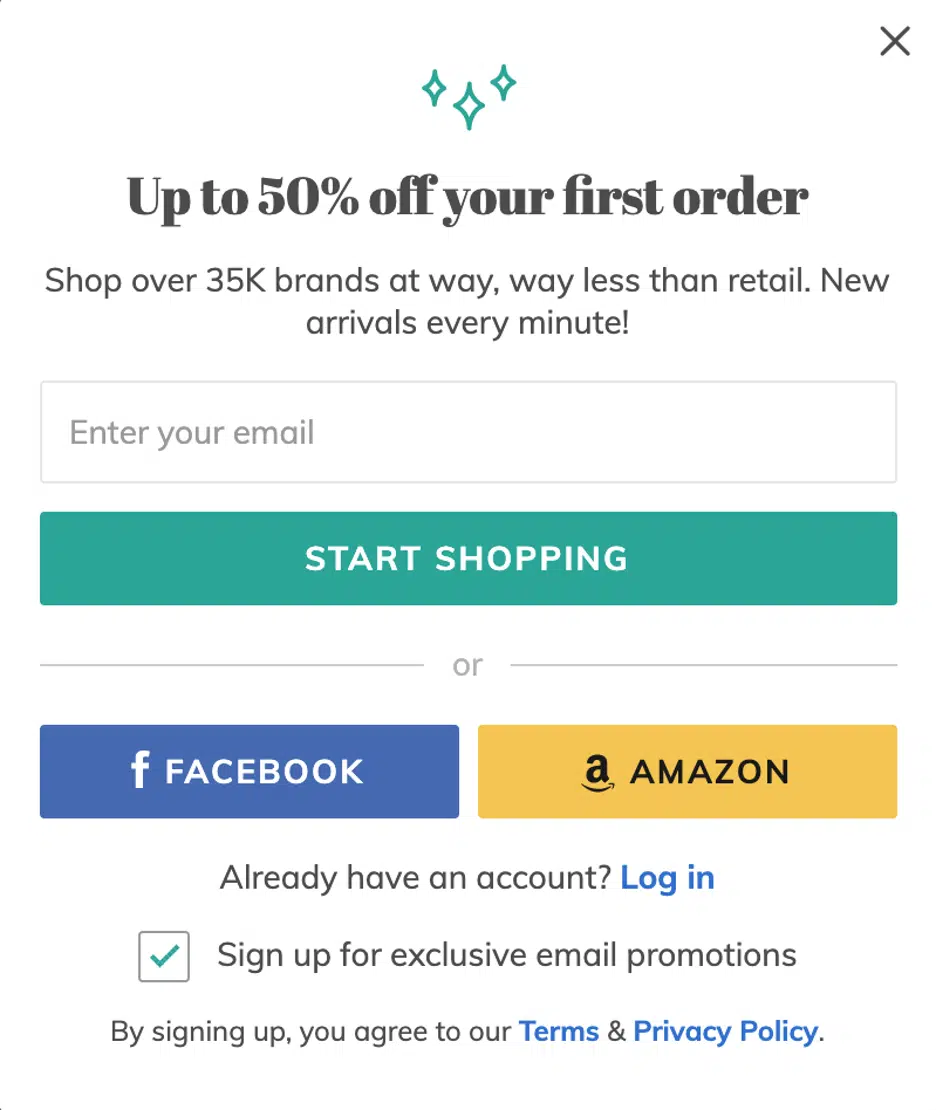 Up to 50% off your first order
Shop over 35K brands at way, way less than retail. New
arrivals every minute!
Enter your email
START SHOPPING
or
f FACEBOOK
a AMAZON
Already have an account? Log in
Sign up for exclusive email promotions
By signing up, you agree to our Terms & Privacy Policy.